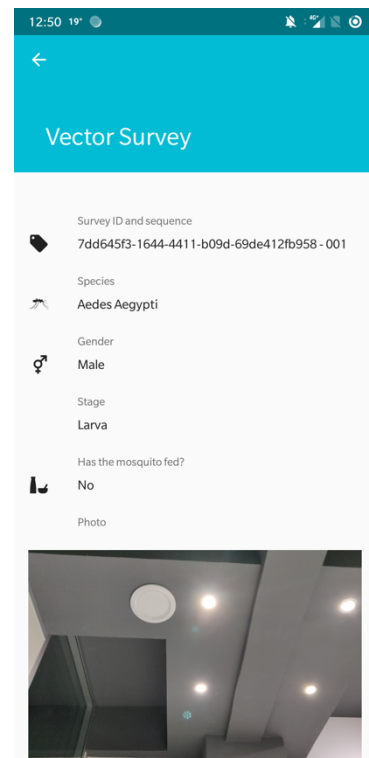 12:50 19°
4G+
Vector Survey
Survey ID and sequence
7dd645f3-1644-4411-b09d-69de412fb958 - 001
Species
Aedes Aegypti
Gender
Male
Stage
Larva
Has the mosquito fed?
No
Photo